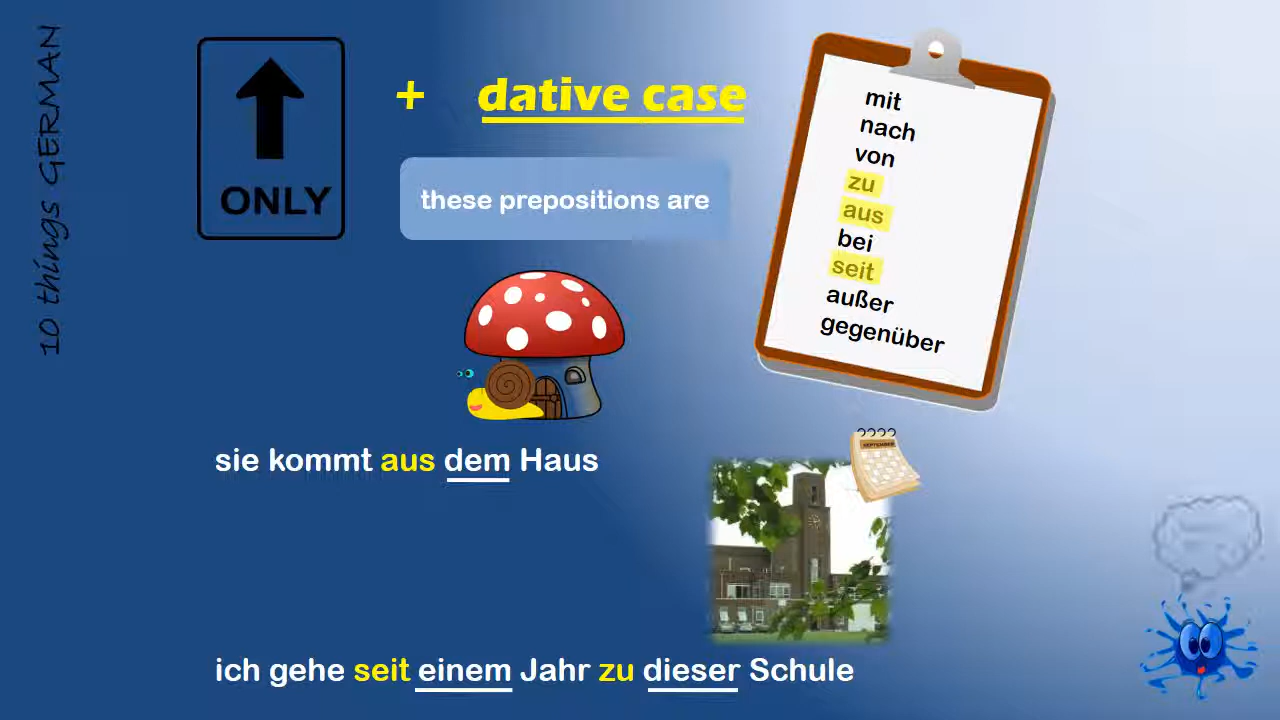 10 things GERMAN
ONLY
+ dative case
these prepositions are
mit
nach
von
zu
aus
bei
seit
außer
gegenüber
SEPTEMBER
sie kommt aus dem Haus
ich gehe seit einem Jahr zu dieser Schule